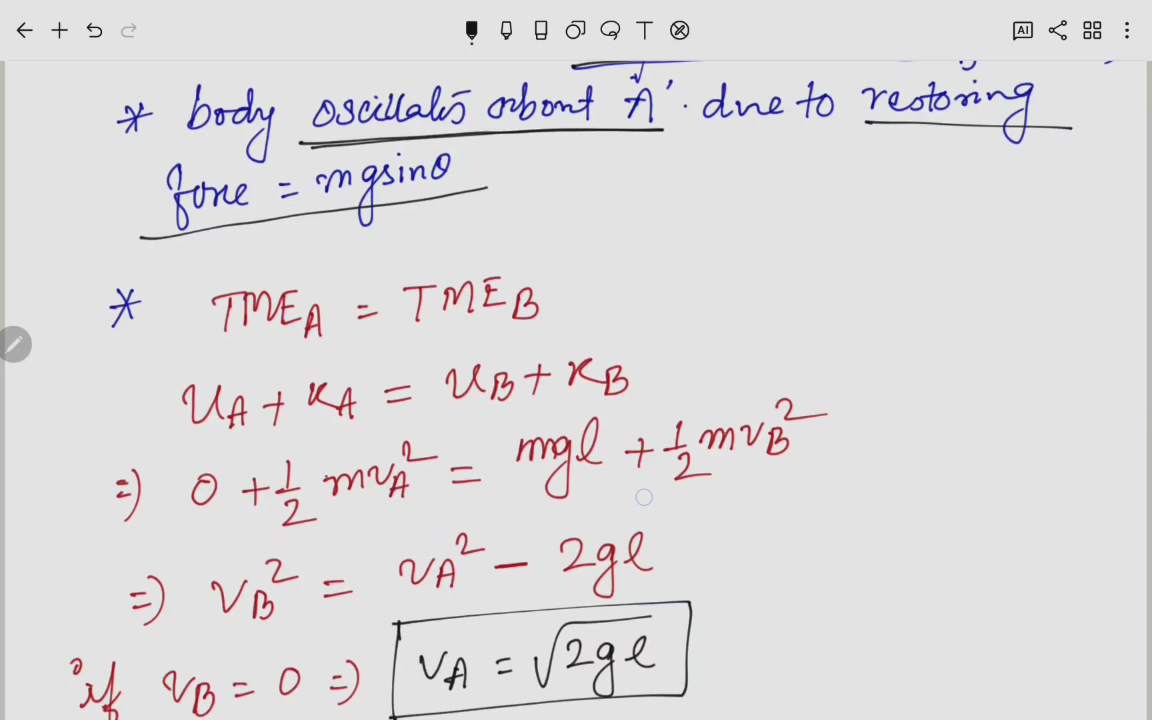 * body oscillates about 'A'. due to restoring
force = mgsinθ
* TME_A = TME_B
U_A + K_A = U_B + K_B
=) 0 + 1/2 mv_A^2 = mgl + 1/2 mv_B^2
=) v_B^2 = v_A^2 - 2gl
if v_B = 0 =) v_A = √2gl